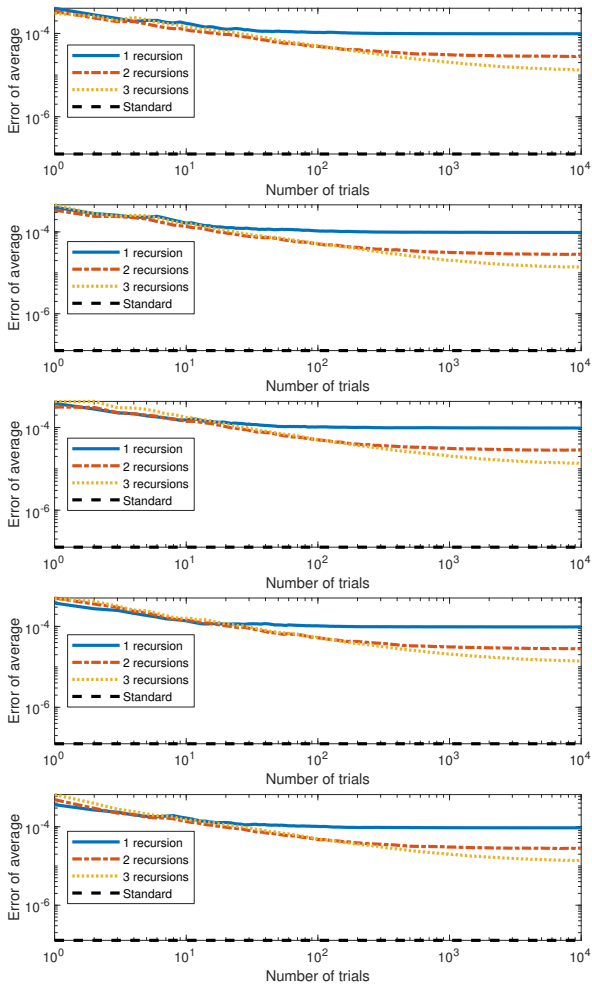 Error of average
10^-4
10^-6
1 recursion
2 recursions
3 recursions
Standard
10^0 10^1 10^2 10^3 10^4
Number of trials
Error of average
10^-4
10^-6
1 recursion
2 recursions
3 recursions
Standard
10^0 10^1 10^2 10^3 10^4
Number of trials
Error of average
10^-4
10^-6
1 recursion
2 recursions
3 recursions
Standard
10^0 10^1 10^2 10^3 10^4
Number of trials
Error of average
10^-4
10^-6
1 recursion
2 recursions
3 recursions
Standard
10^0 10^1 10^2 10^3 10^4
Number of trials
Error of average
10^-4
10^-6
1 recursion
2 recursions
3 recursions
Standard
10^0 10^1 10^2 10^3 10^4
Number of trials